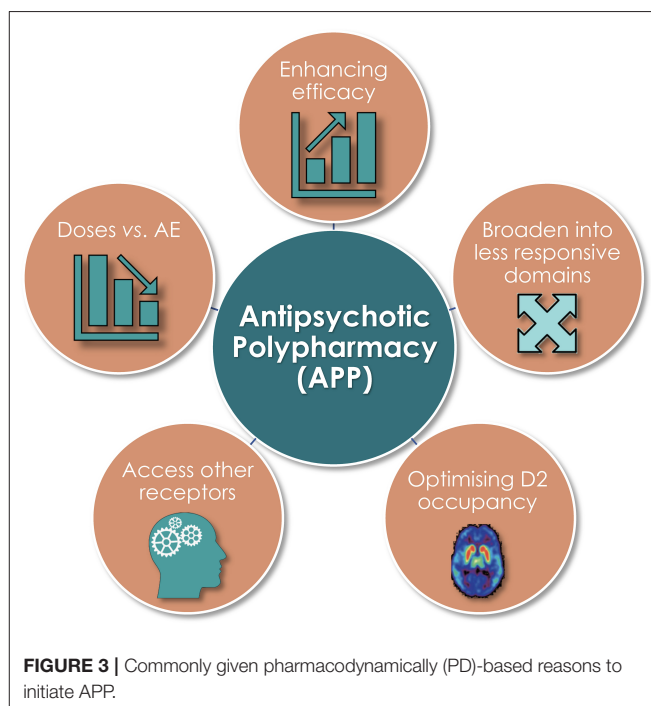 Enhancing
efficacy
Doses vs. AE
Broaden into
less responsive
domains
Antipsychotic
Polypharmacy
(APP)
Access other
receptors
Optimising D2
occupancy
FIGURE 3 | Commonly given pharmacodynamically (PD)-based reasons to
initiate APP.